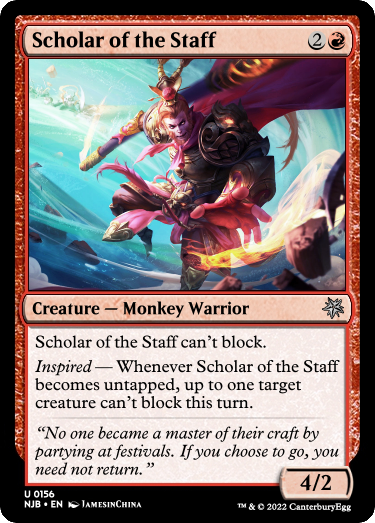 Scholar of the Staff 2
Creature — Monkey Warrior
Scholar of the Staff can't block.
Inspired — Whenever Scholar of the Staff
becomes untapped, up to one target
creature can't block this turn.
“No one became a master of their craft by
partying at festivals. If you choose to go, you
need not return.”
4/2
U 0156
NJB • EN JamesinChina
™ & © 2022 CanterburyEgg